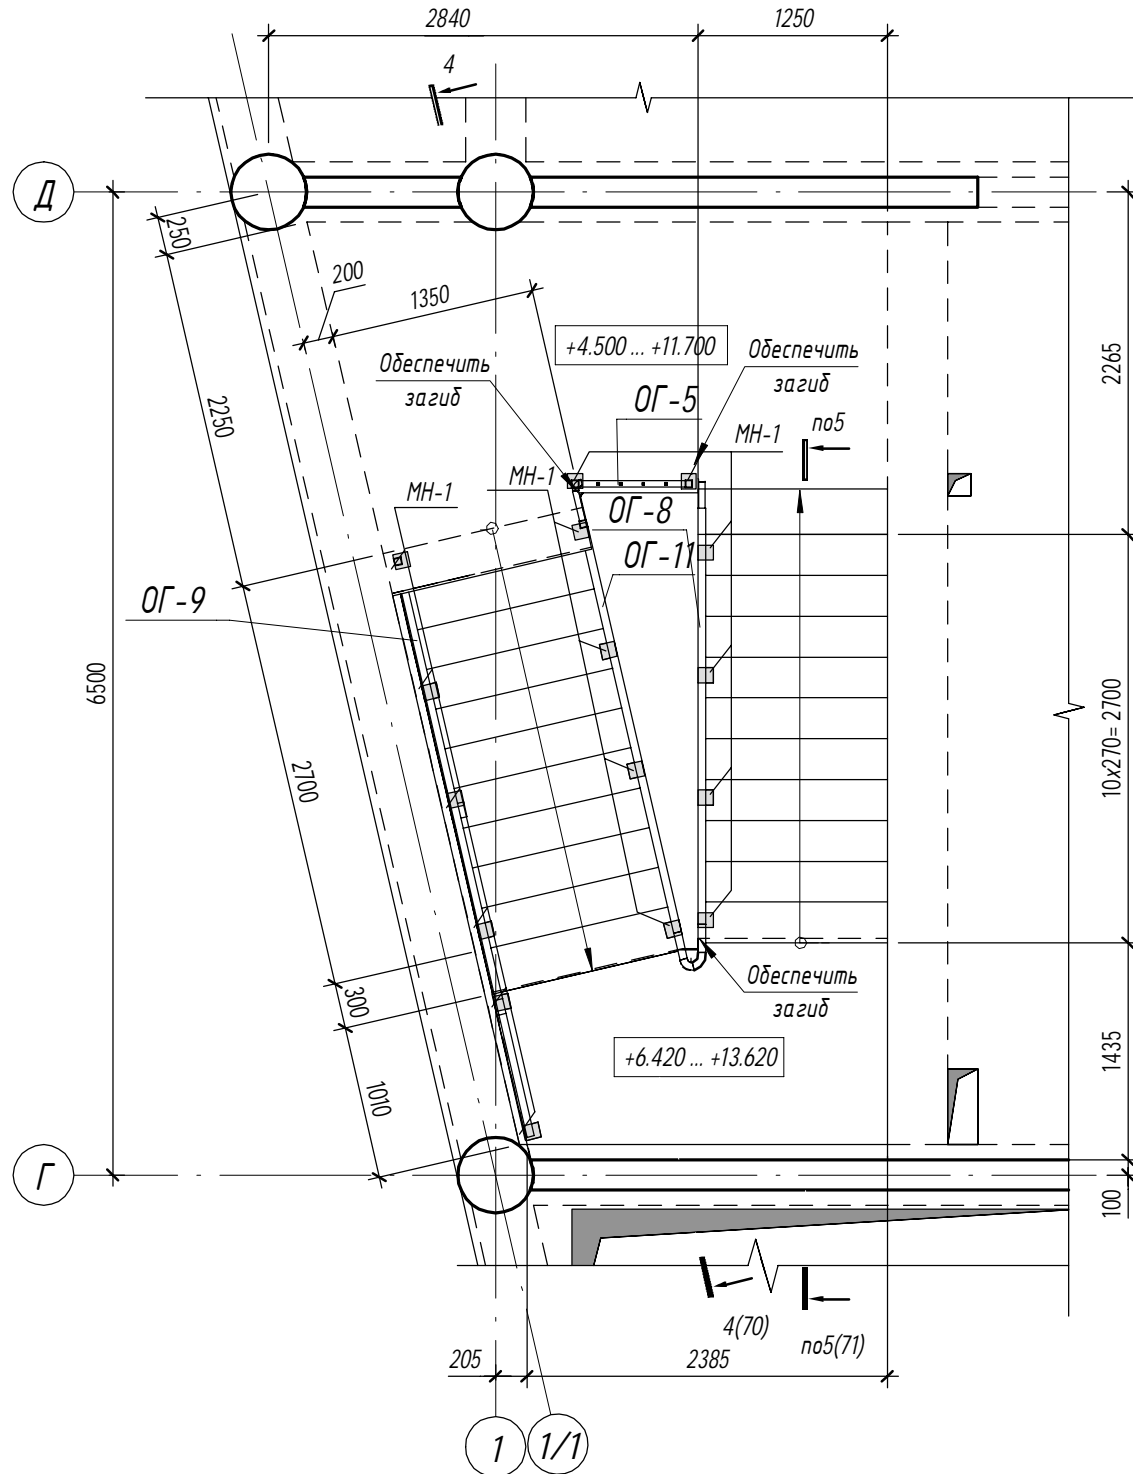 2840
1250
4
Д
250
200
1350
+4.500 ... +11.700
Обеспечить
загиб
Обеспечить
загиб
2265
2250
ОГ-5
по5
МН-1
МН-1
МН-1
ОГ-8
ОГ-11
ОГ-9
6500
2700
10x270= 2700
300
Обеспечить
загиб
+6.420 ... +13.620
1435
1010
Г
100
4(70)
по5(71)
205
2385
1
1/1